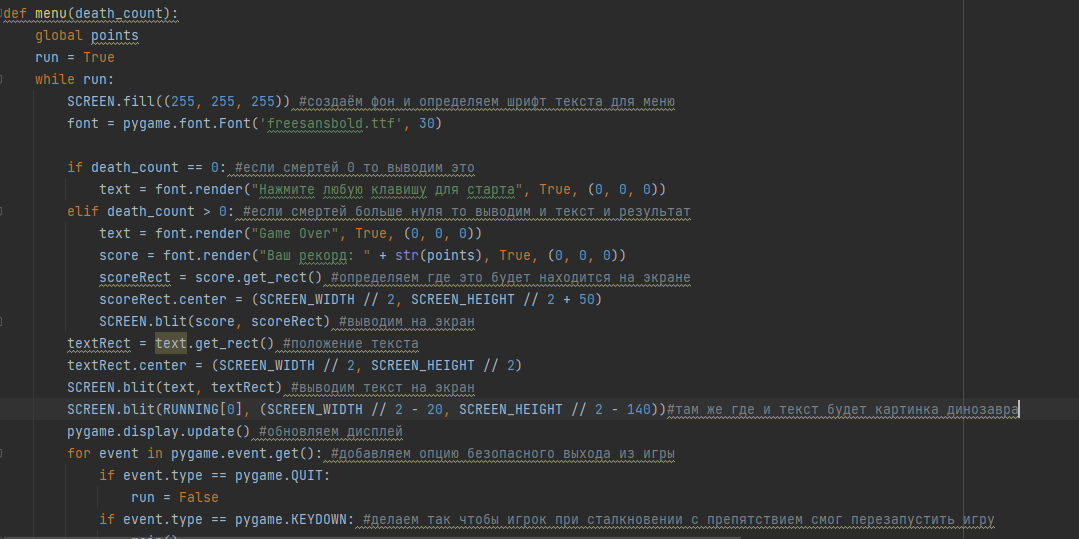 def menu(death_count):
    global points
    run = True
    while run:
        SCREEN.fill((255, 255, 255)) #создаём фон и определяем шрифт текста для меню
        font = pygame.font.Font('freesansbold.ttf', 30)

        if death_count == 0: #если смертей 0 то выводим это
            text = font.render("Нажмите любую клавишу для старта", True, (0, 0, 0))
        elif death_count > 0: #если смертей больше нуля то выводим и текст и результат
            text = font.render("Game Over", True, (0, 0, 0))
            score = font.render("Ваш рекорд: " + str(points), True, (0, 0, 0))
            scoreRect = score.get_rect() #определяем где это будет находится на экране
            scoreRect.center = (SCREEN_WIDTH // 2, SCREEN_HEIGHT // 2 + 50)
            SCREEN.blit(score, scoreRect) #выводим на экран
        textRect = text.get_rect() #положение текста
        textRect.center = (SCREEN_WIDTH // 2, SCREEN_HEIGHT // 2)
        SCREEN.blit(text, textRect) #выводим текст на экран
        SCREEN.blit(RUNNING[0], (SCREEN_WIDTH // 2 - 20, SCREEN_HEIGHT // 2 - 140))#там же где и текст будет картинка динозавра
        pygame.display.update() #обновляем дисплей
        for event in pygame.event.get(): #добавляем опцию безопасного выхода из игры
            if event.type == pygame.QUIT:
                run = False
            if event.type == pygame.KEYDOWN: #делаем так чтобы игрок при сталкновении с препятствием смог перезапустить игру
                main()